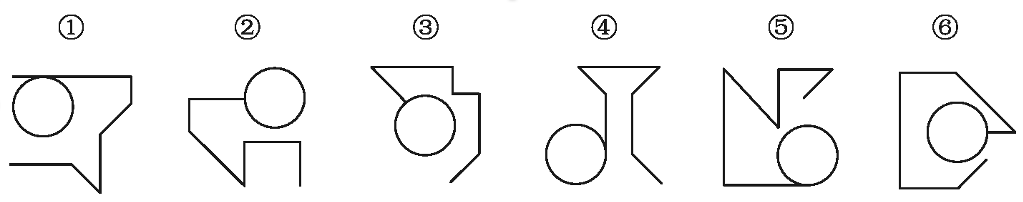 ① ② ③ ④ ⑤ ⑥